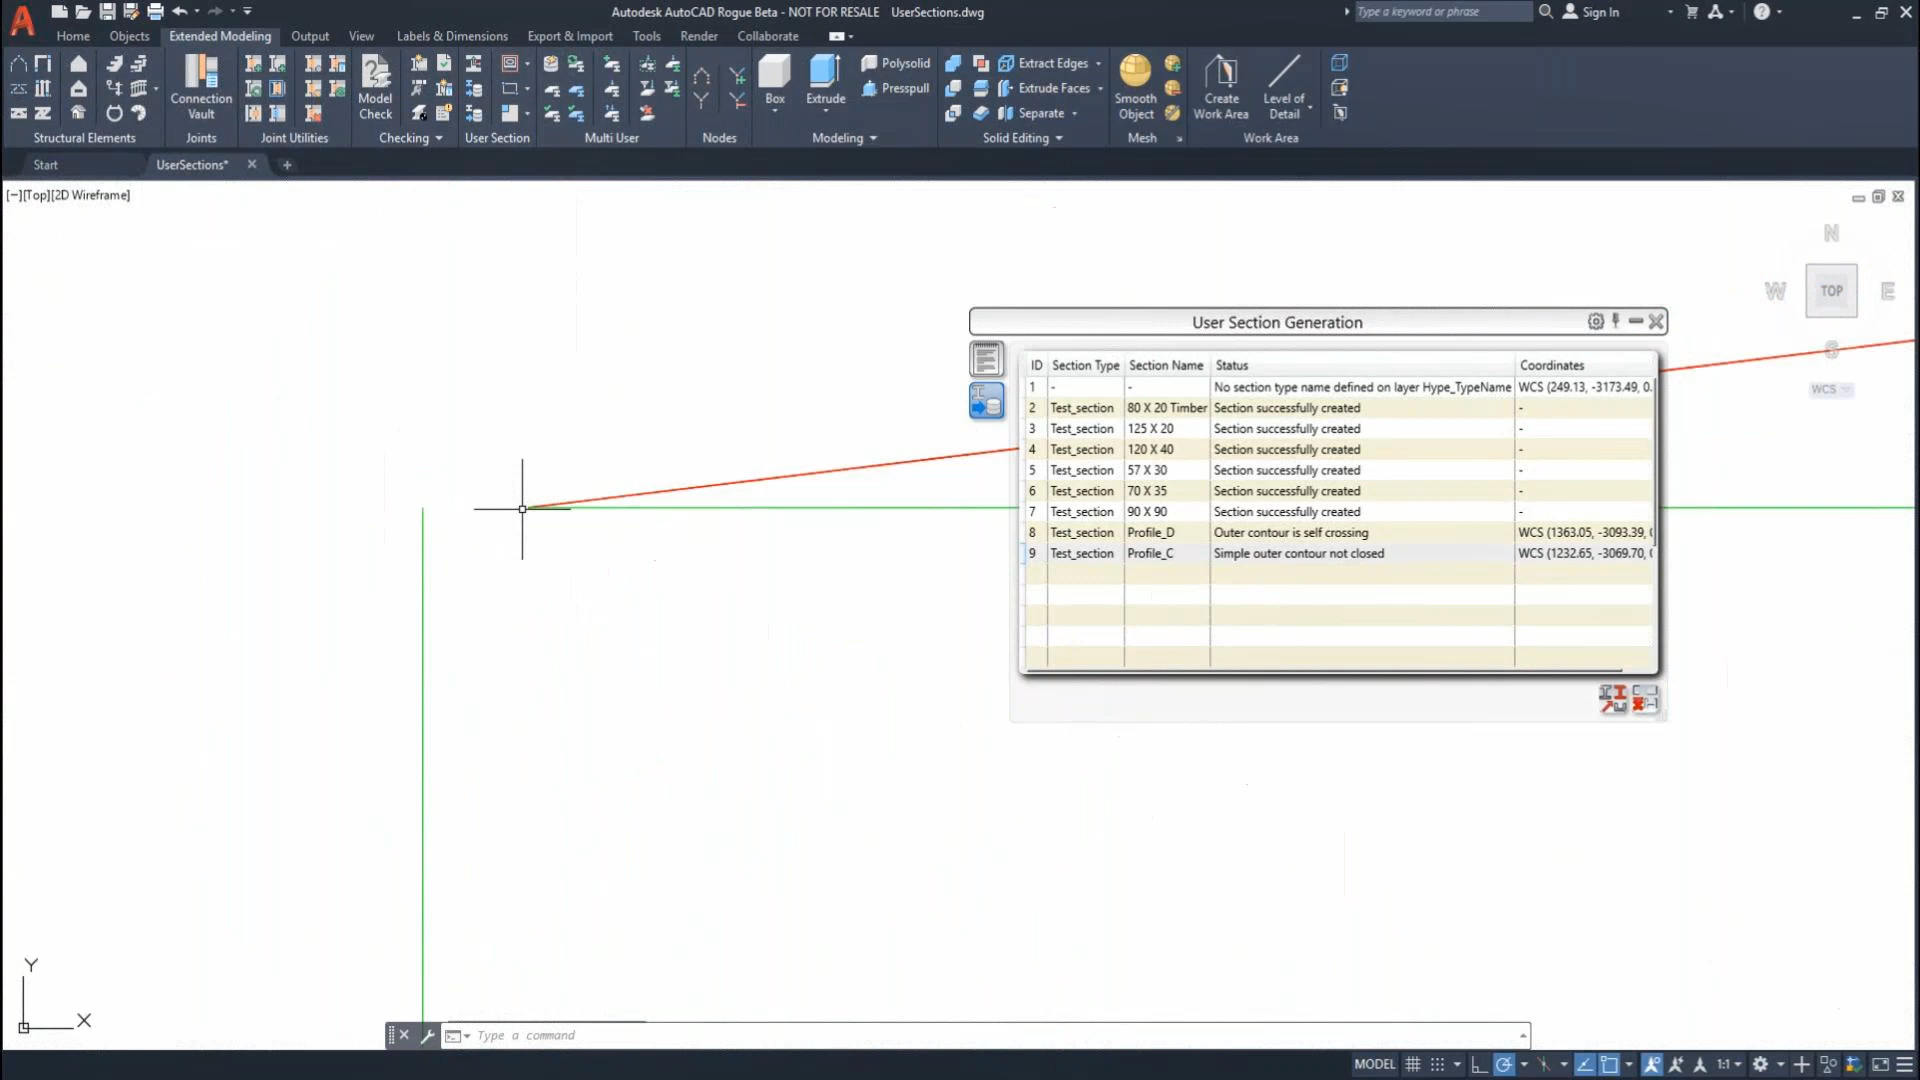 Autodesk AutoCAD Rogue Beta - NOT FOR RESALE UserSections.dwg
Type a keyword or phrase
Sign In
Home Objects Extended Modeling Output View Labels & Dimensions Export & Import Tools Render Collaborate
Connection Vault
Model Check
Box
Extrude
Polysolid
Presspull
Extract Edges
Extrude Faces
Separate
Smooth Object
Create Work Area
Level of Detail
Structural Elements Joints Joint Utilities Checking User Section Multi User Nodes Modeling Solid Editing Mesh Work Area
Start UserSections*
[−][Top][2D Wireframe]
N
W TOP E
S
WCS
User Section Generation
ID Section Type Section Name Status Coordinates
1 - - No section type name defined on layer Hype_TypeName WCS (249.13, -3173.49, 0.
2 Test_section 80 X 20 Timber Section successfully created -
3 Test_section 125 X 20 Section successfully created -
4 Test_section 120 X 40 Section successfully created -
5 Test_section 57 X 30 Section successfully created -
6 Test_section 70 X 35 Section successfully created -
7 Test_section 90 X 90 Section successfully created -
8 Test_section Profile_D Outer contour is self crossing WCS (1363.05, -3093.39, 0
9 Test_section Profile_C Simple outer contour not closed WCS (1232.65, -3069.70, 0
Y
X
Type a command
MODEL 1:1